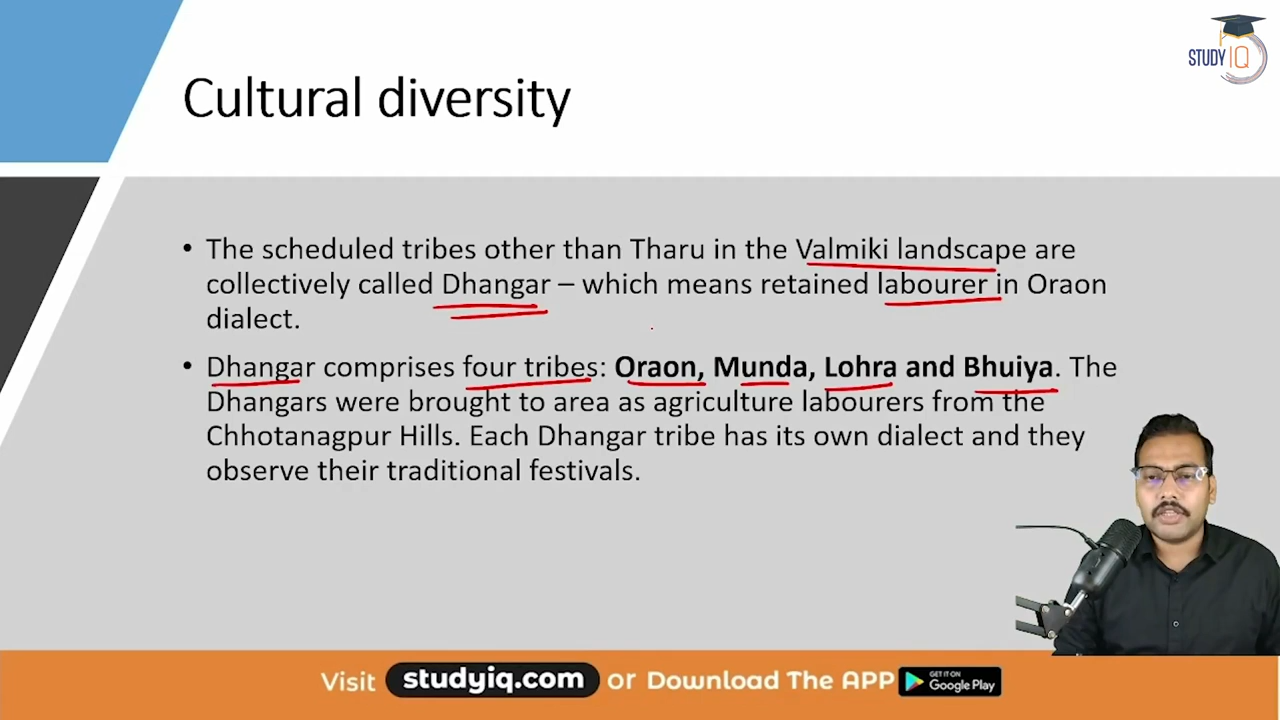 STUDY IQ
Cultural diversity
• The scheduled tribes other than Tharu in the Valmiki landscape are
collectively called Dhangar – which means retained labourer in Oraon
dialect.
• Dhangar comprises four tribes: Oraon, Munda, Lohra and Bhuiya. The
Dhangars were brought to area as agriculture labourers from the
Chhotanagpur Hills. Each Dhangar tribe has its own dialect and they
observe their traditional festivals.
Visit studyiq.com or Download The APP GET IT ON Google Play